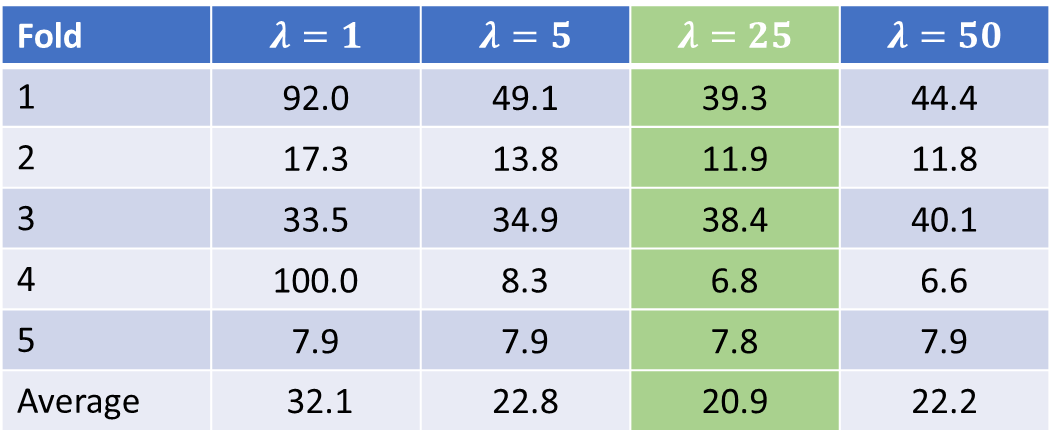 Fold λ = 1 λ = 5 λ = 25 λ = 50
1 92.0 49.1 39.3 44.4
2 17.3 13.8 11.9 11.8
3 33.5 34.9 38.4 40.1
4 100.0 8.3 6.8 6.6
5 7.9 7.9 7.8 7.9
Average 32.1 22.8 20.9 22.2